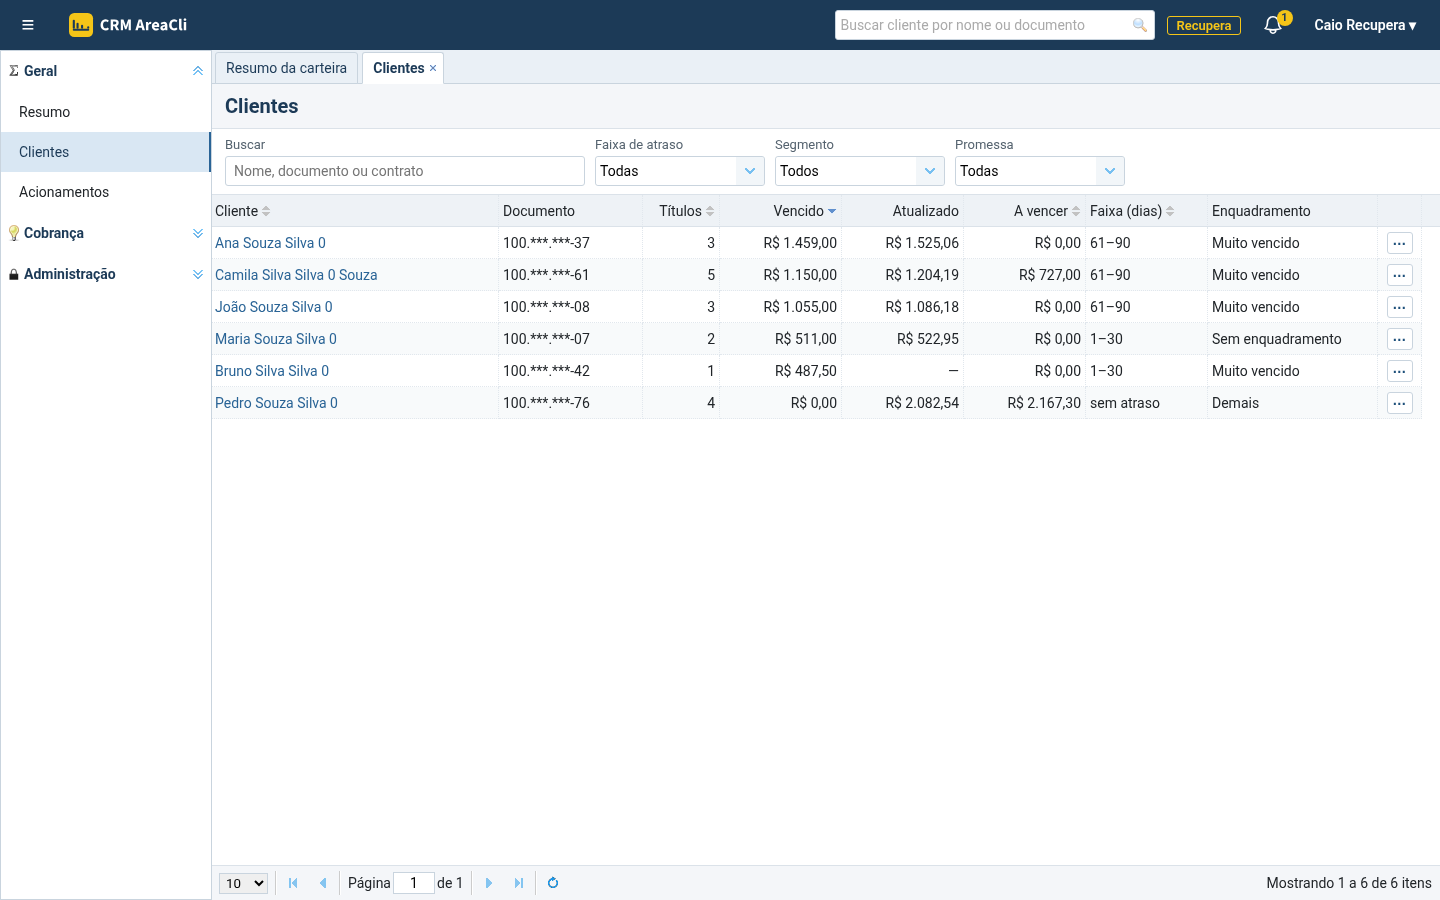 CRM AreaCli
Buscar cliente por nome ou documento
Recupera
1
Caio Recupera ▾
Σ Geral
Resumo
Clientes
Acionamentos
Cobrança
Administração
Resumo da carteira
Clientes ×
Clientes
Buscar Faixa de atraso Segmento Promessa
Nome, documento ou contrato Todas Todos Todas
Cliente Documento Títulos Vencido Atualizado A vencer Faixa (dias) Enquadramento
Ana Souza Silva 0 100.***.***-37 3 R$ 1.459,00 R$ 1.525,06 R$ 0,00 61–90 Muito vencido ···
Camila Silva Silva 0 Souza 100.***.***-61 5 R$ 1.150,00 R$ 1.204,19 R$ 727,00 61–90 Muito vencido ···
João Souza Silva 0 100.***.***-08 3 R$ 1.055,00 R$ 1.086,18 R$ 0,00 61–90 Muito vencido ···
Maria Souza Silva 0 100.***.***-07 2 R$ 511,00 R$ 522,95 R$ 0,00 1–30 Sem enquadramento ···
Bruno Silva Silva 0 100.***.***-42 1 R$ 487,50 — R$ 0,00 1–30 Muito vencido ···
Pedro Souza Silva 0 100.***.***-76 4 R$ 0,00 R$ 2.082,54 R$ 2.167,30 sem atraso Demais ···
10 Página 1 de 1 Mostrando 1 a 6 de 6 itens